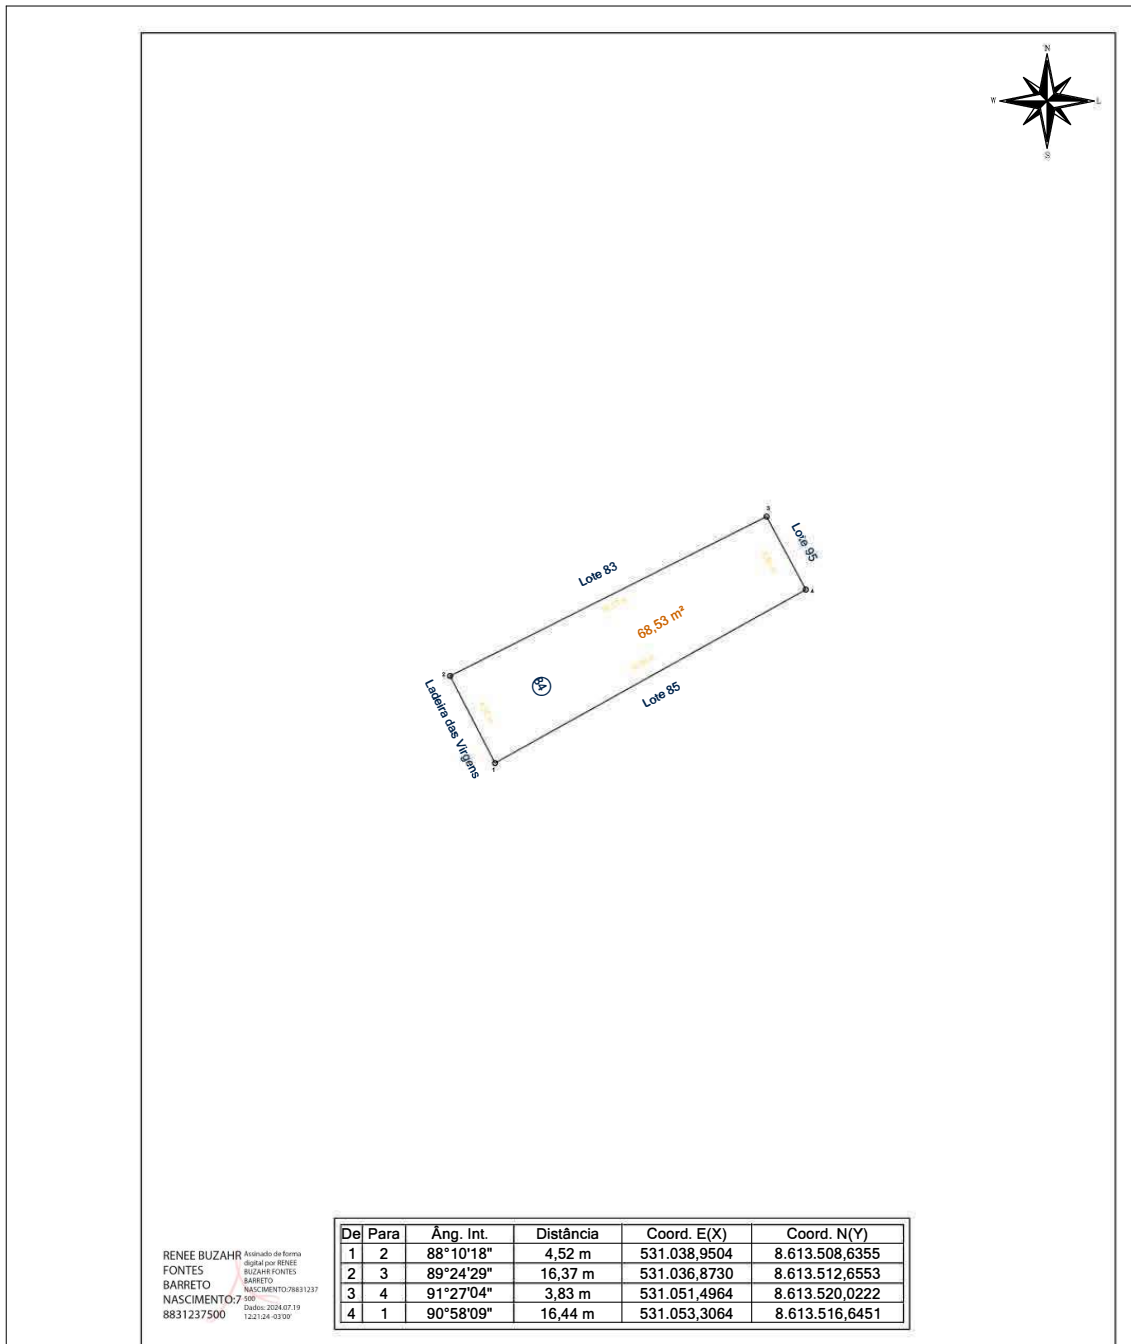 N
W
L
S
3
Lote 95
Lote 83
4
68,53 m²
2
84
Lote 85
Ladeira das Virgens
1
De Para Âng. Int. Distância Coord. E(X) Coord. N(Y)
1 2 88°10'18" 4,52 m 531.038,9504 8.613.508,6355
2 3 89°24'29" 16,37 m 531.036,8730 8.613.512,6553
3 4 91°27'04" 3,83 m 531.051,4964 8.613.520,0222
4 1 90°58'09" 16,44 m 531.053,3064 8.613.516,6451
RENEE BUZAHR
FONTES
BARRETO
NASCIMENTO:7
8831237500
Assinado de forma
digital por RENEE
BUZAHR FONTES
BARRETO
NASCIMENTO:78831237
500
Dados: 2024.07.19
12:21:24 -03'00'